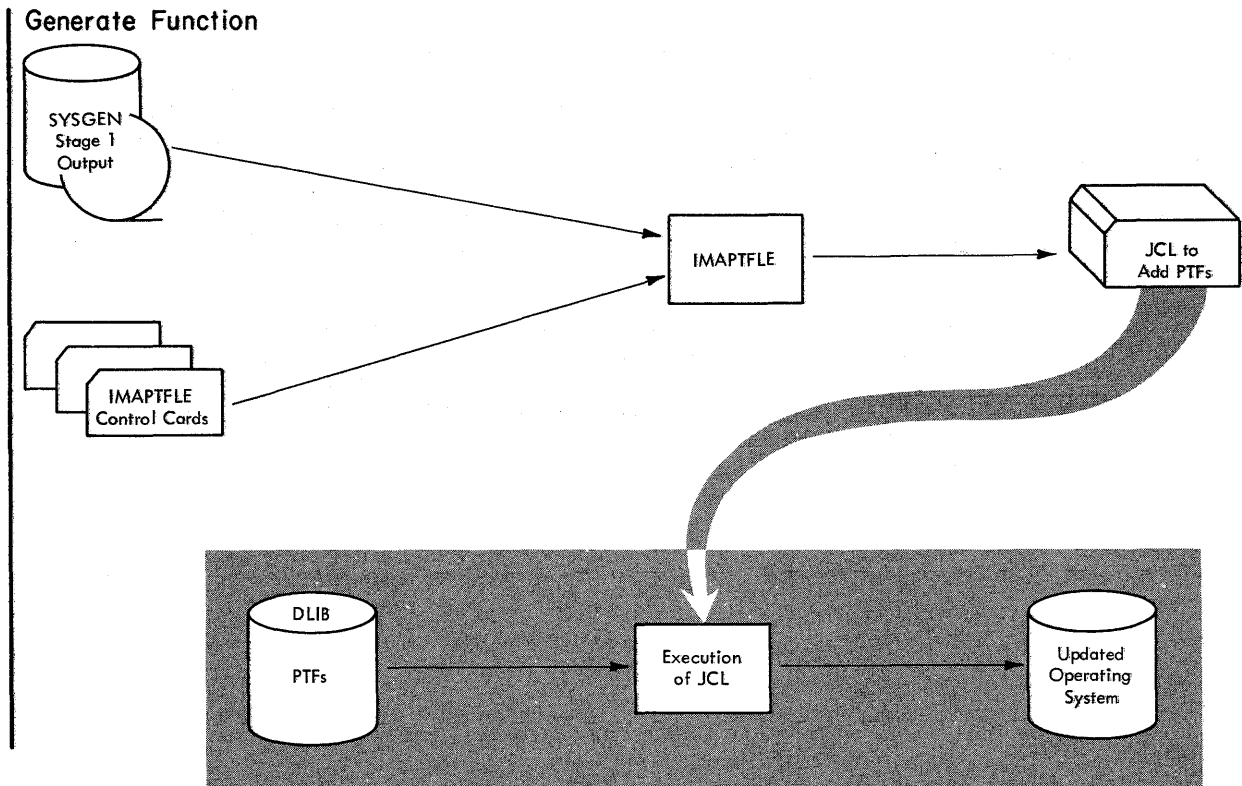 Generate Function
SYSGEN
Stage 1
Output
IMAPTFLE
JCL to
Add PTFs
IMAPTFLE
Control Cards
DLIB
PTFs
Execution
of JCL
Updated
Operating
System